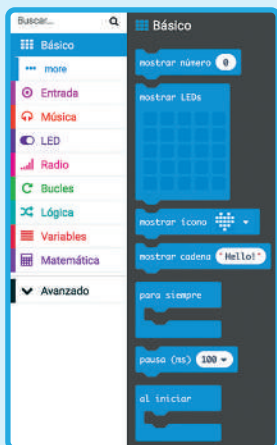 Buscar...
Básico
more
Entrada
Música
LED
Radio
Bucles
Lógica
Variables
Matemática
Avanzado
Básico
mostrar número 0
mostrar LEDs
mostrar ícono
mostrar cadena "Hello!"
para siempre
pausa (ms) 100
al iniciar